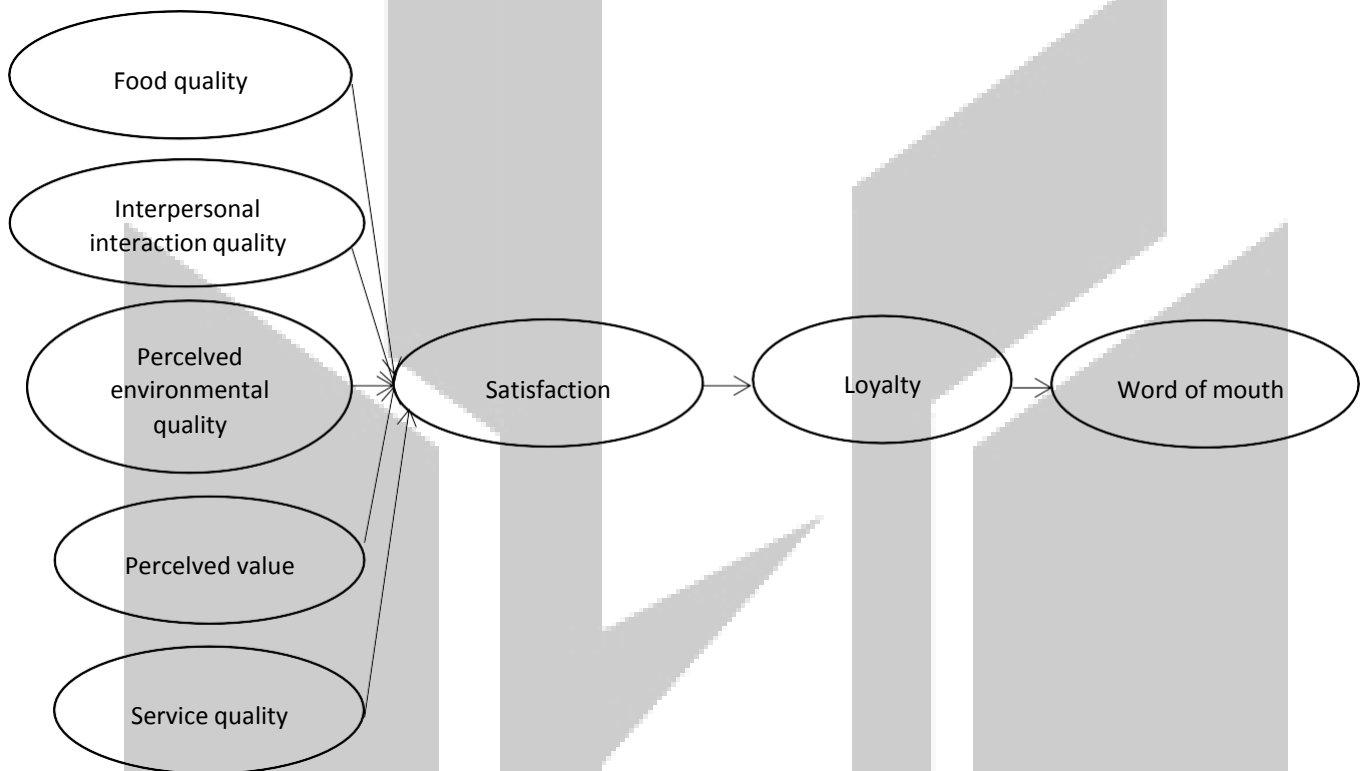 Food quality
Interpersonal
interaction quality
Percelved
environmental
quality
Satisfaction
Loyalty
Word of mouth
Percelved value
Service quality